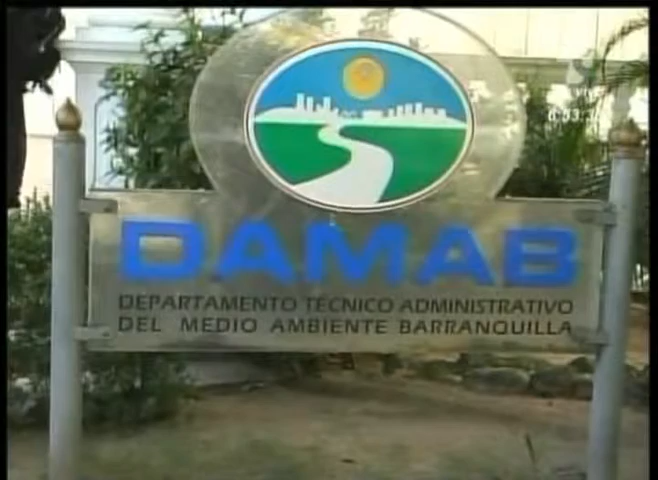 DAMAB
DEPARTAMENTO TECNICO ADMINISTRATIVO
DEL MEDIO AMBIENTE BARRANQUILLA